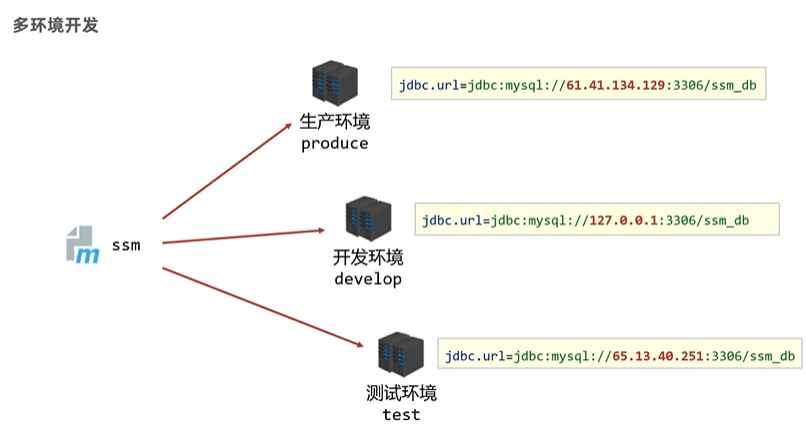 多环境开发
jdbc.url=jdbc:mysql://61.41.134.129:3306/ssm_db
生产环境
produce
jdbc.url=jdbc:mysql://127.0.0.1:3306/ssm_db
m ssm
开发环境
develop
jdbc.url=jdbc:mysql://65.13.40.251:3306/ssm_db
测试环境
test